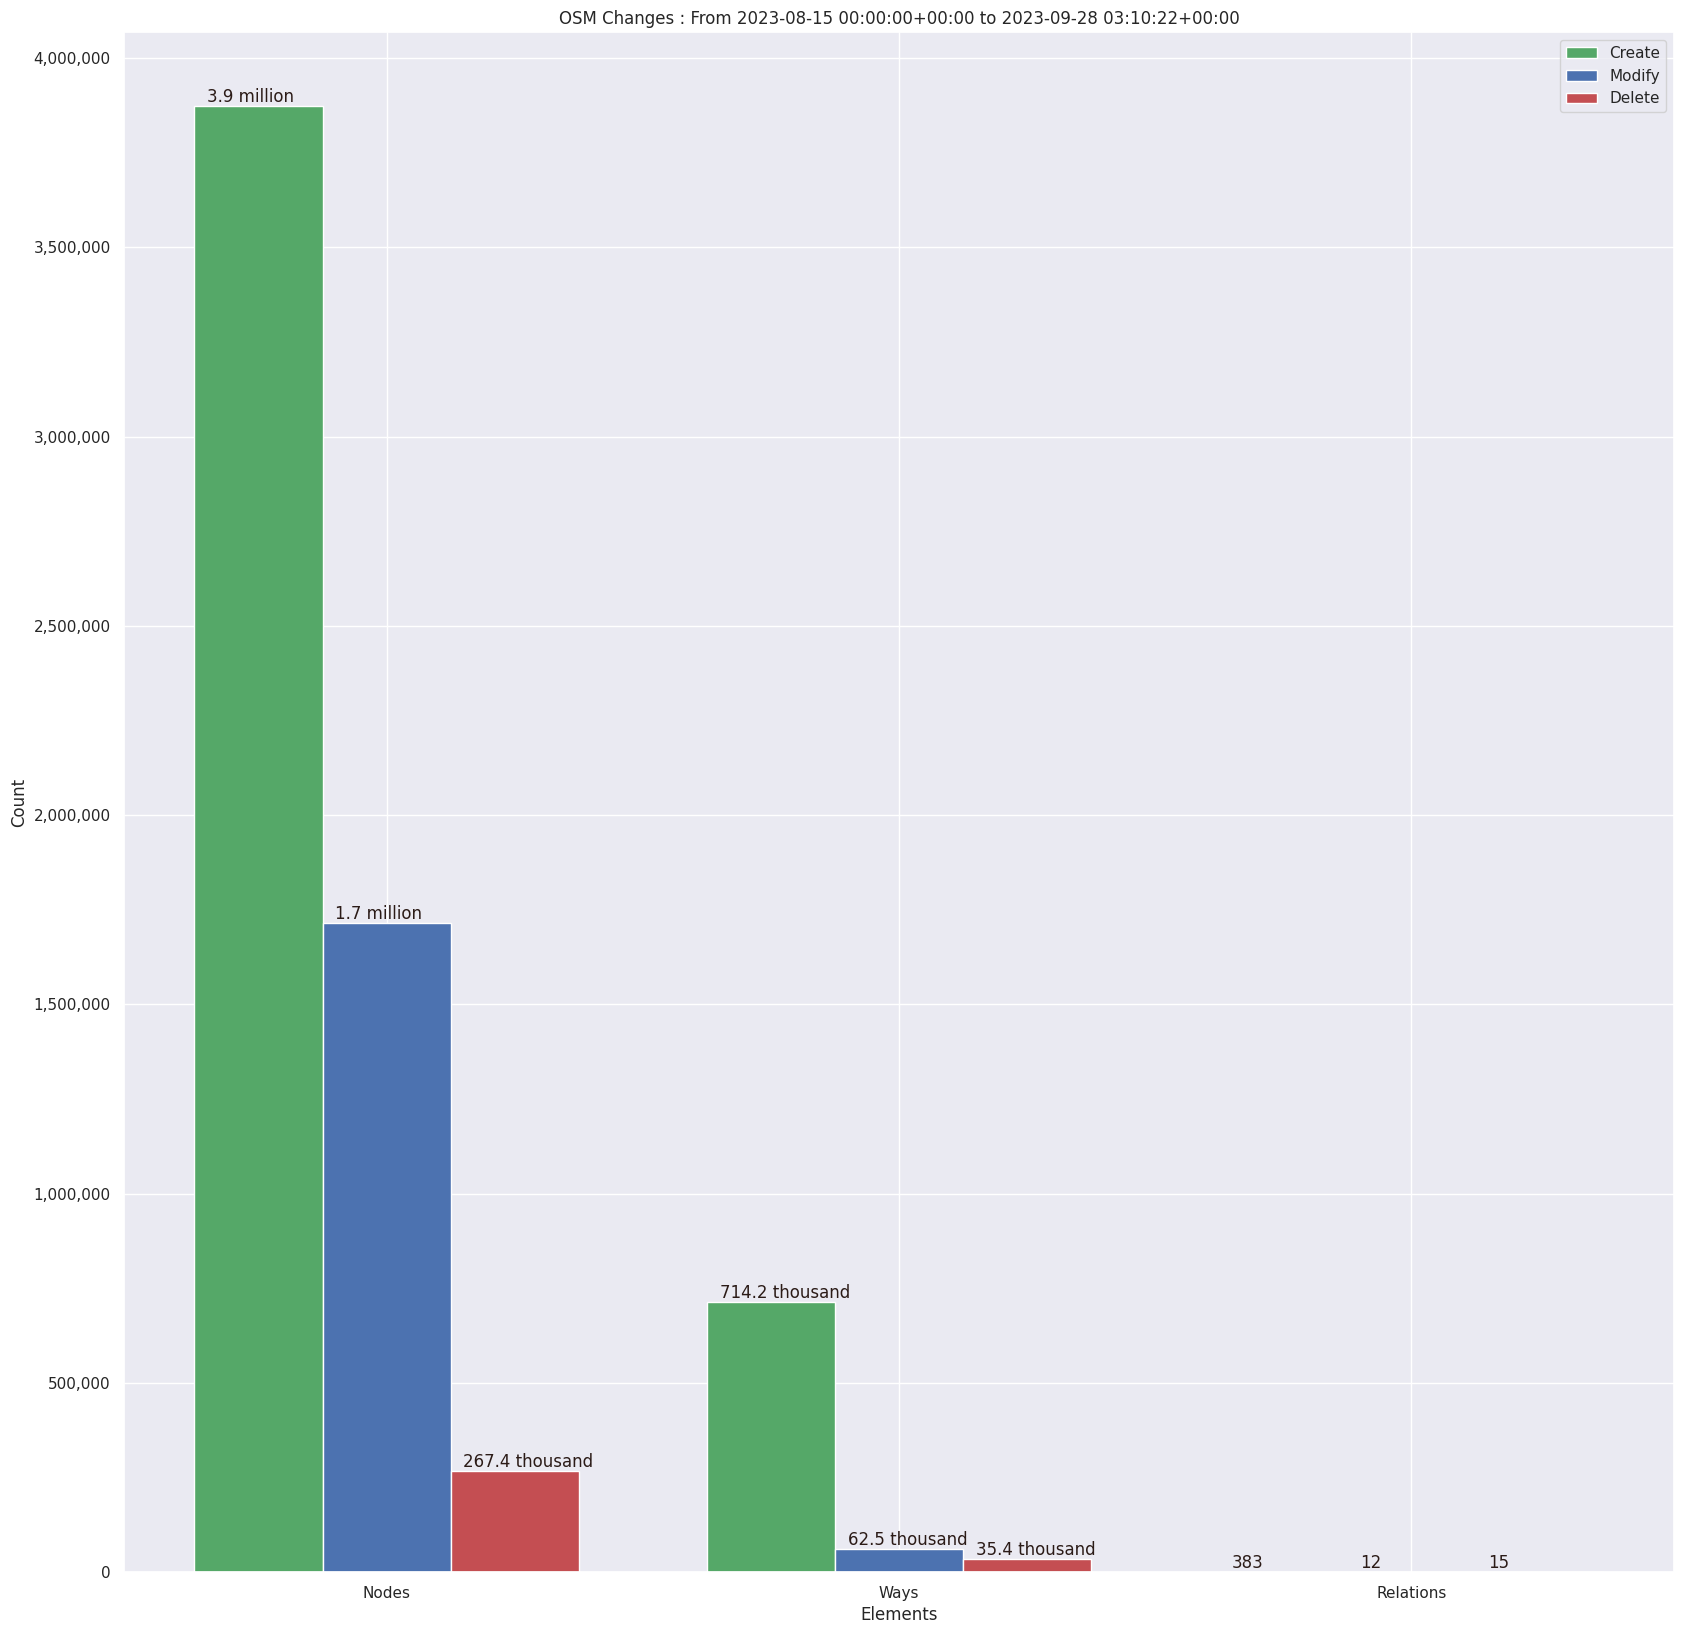 OSM Changes : From 2023-08-15 00:00:00+00:00 to 2023-09-28 03:10:22+00:00
Create
Modify
Delete
4,000,000
3,500,000
3,000,000
2,500,000
2,000,000
1,500,000
1,000,000
500,000
0
Count
3.9 million
1.7 million
267.4 thousand
714.2 thousand
62.5 thousand
35.4 thousand
383
12
15
Nodes
Ways
Relations
Elements